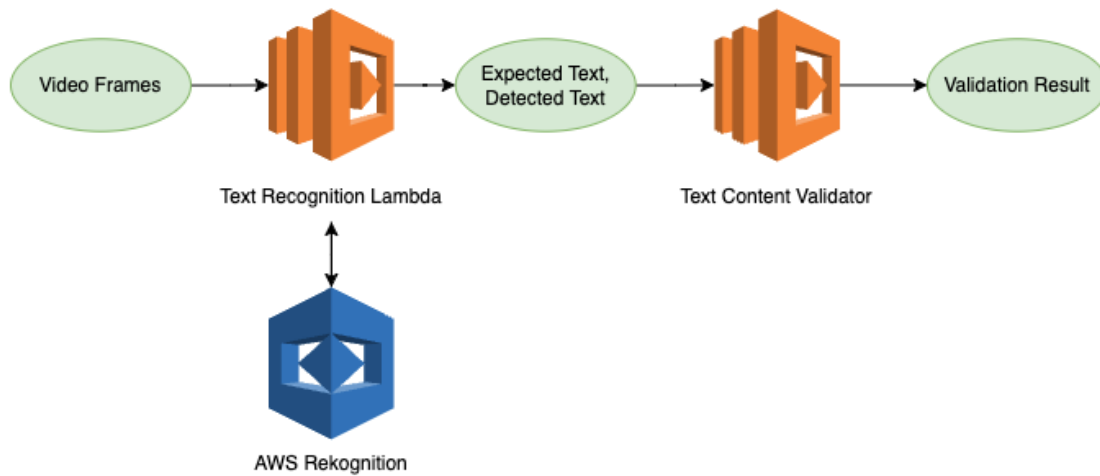 Video Frames
Expected Text,
Detected Text
Validation Result
Text Recognition Lambda
Text Content Validator
AWS Rekognition